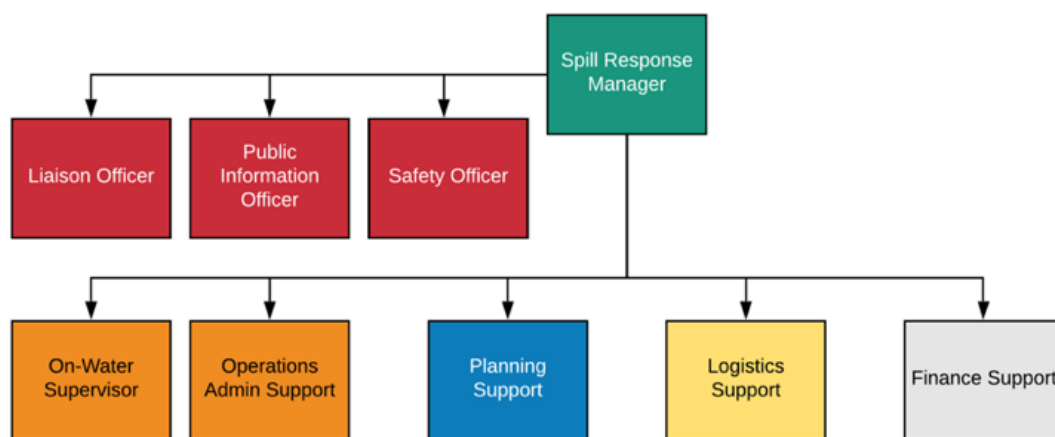 Spill Response
Manager
Liaison Officer
Public
Information
Officer
Safety Officer
On-Water
Supervisor
Operations
Admin Support
Planning
Support
Logistics
Support
Finance Support